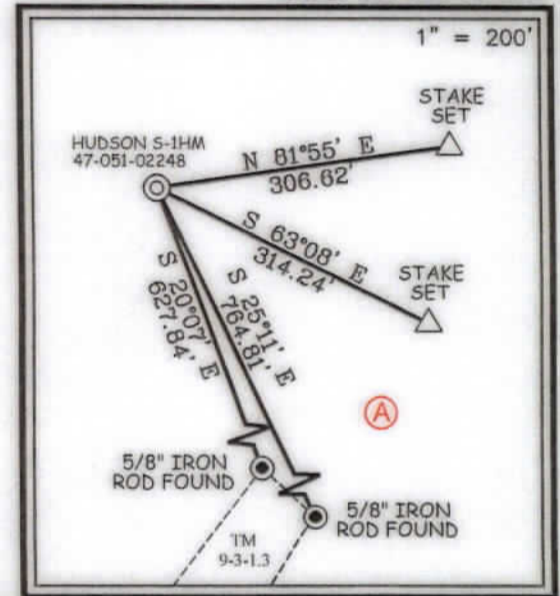 1" = 200'
STAKE
SET
HUDSON S-1HM
47-051-02248
N 81°55' E
306.62'
S 63°08' E
314.24'
STAKE
SET
S 25°11' E
764.81'
S 20°07' E
627.84'
A
5/8" IRON
ROD FOUND
5/8" IRON
ROD FOUND
TM
9-3-1.3